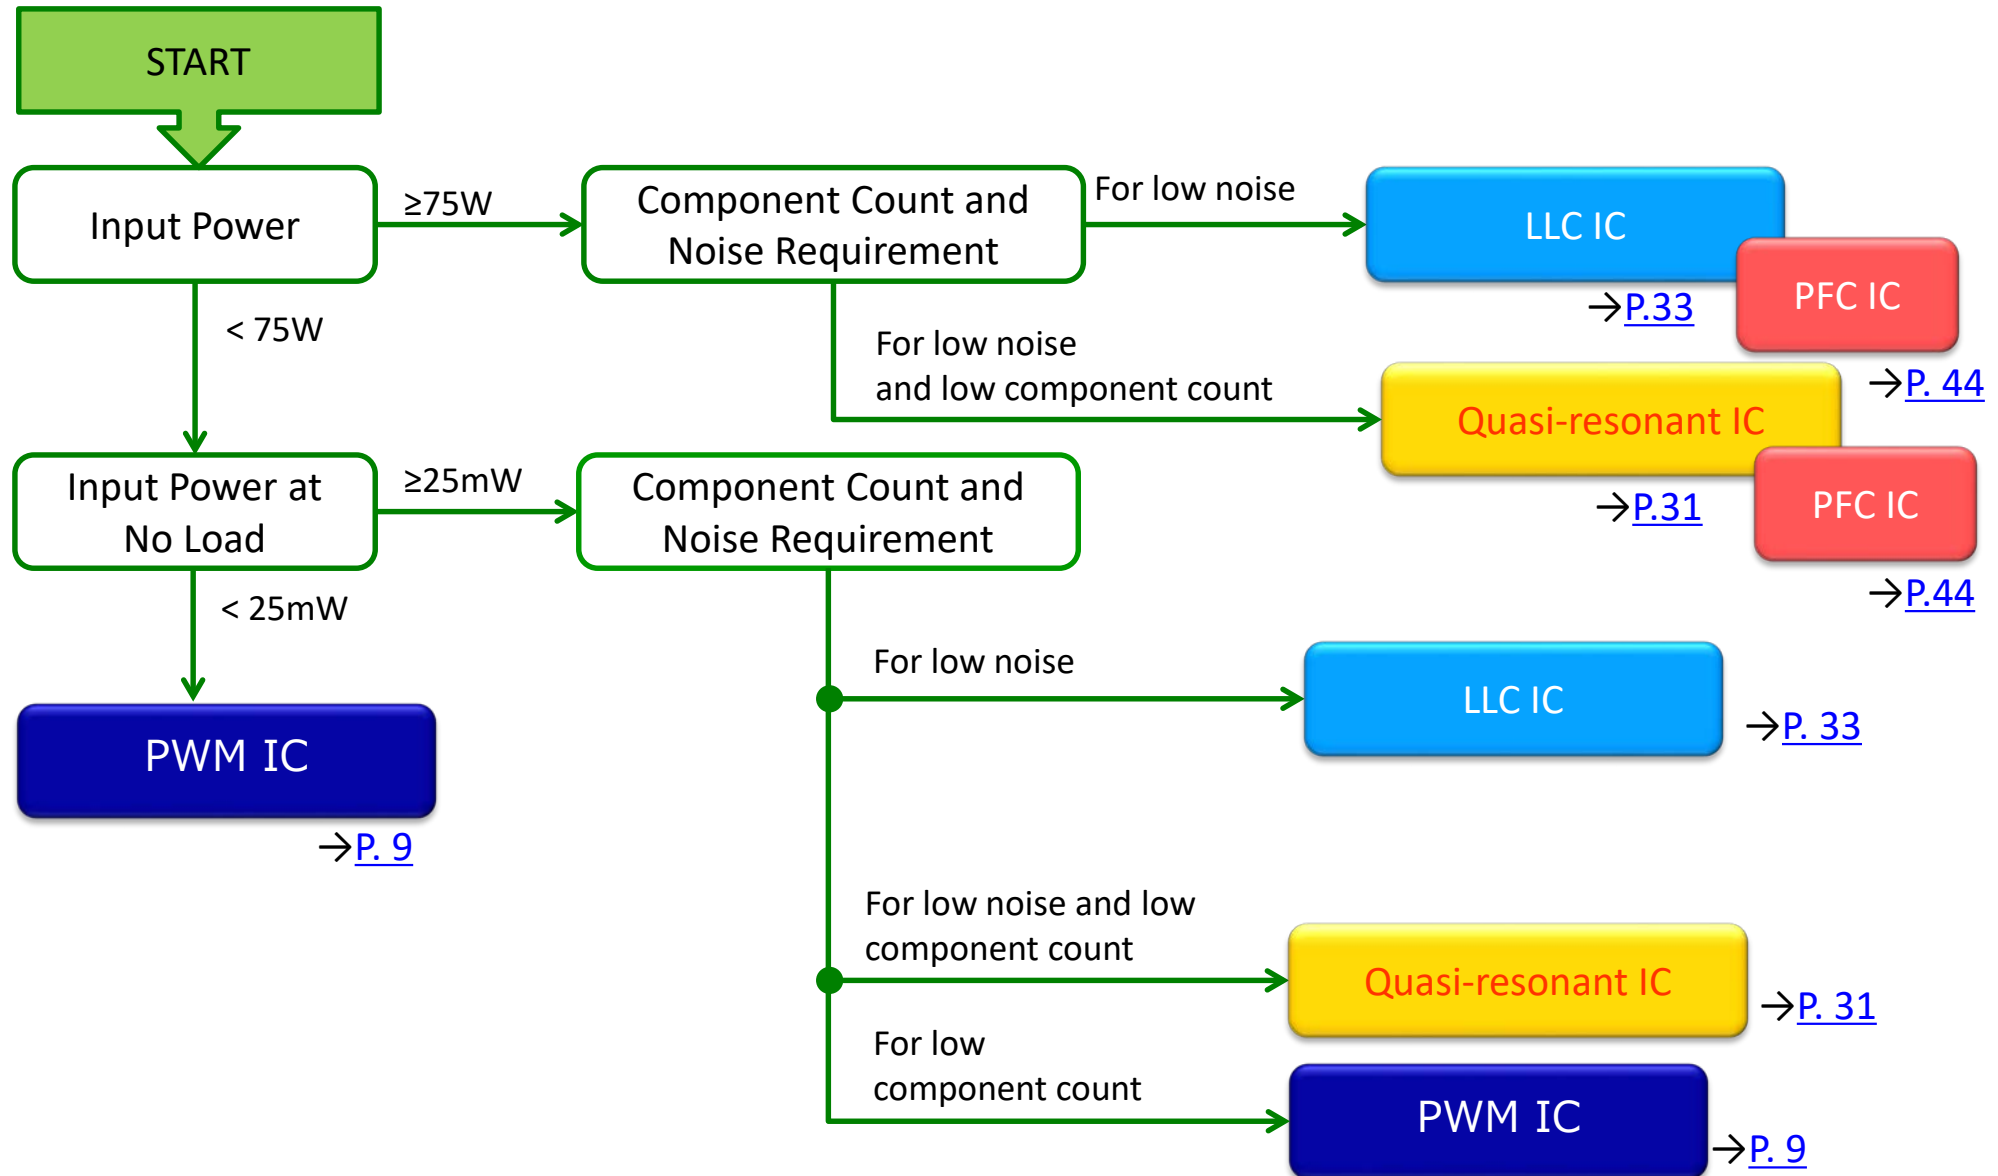 START
Input Power
≥75W
Component Count and
Noise Requirement
For low noise
LLC IC
→P.33
PFC IC
→P. 44
< 75W
For low noise
and low component count
Quasi-resonant IC
→P.31
PFC IC
→P.44
Input Power at
No Load
≥25mW
Component Count and
Noise Requirement
< 25mW
PWM IC
→P. 9
For low noise
LLC IC
→P. 33
For low noise and low
component count
Quasi-resonant IC
→P. 31
For low
component count
PWM IC
→P. 9